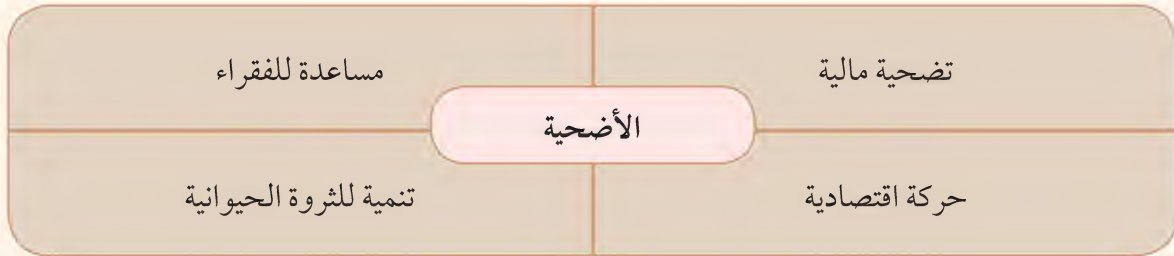 تضحية مالية
مساعدة للفقراء
الأضحية
حركة اقتصادية
تنمية للثروة الحيوانية